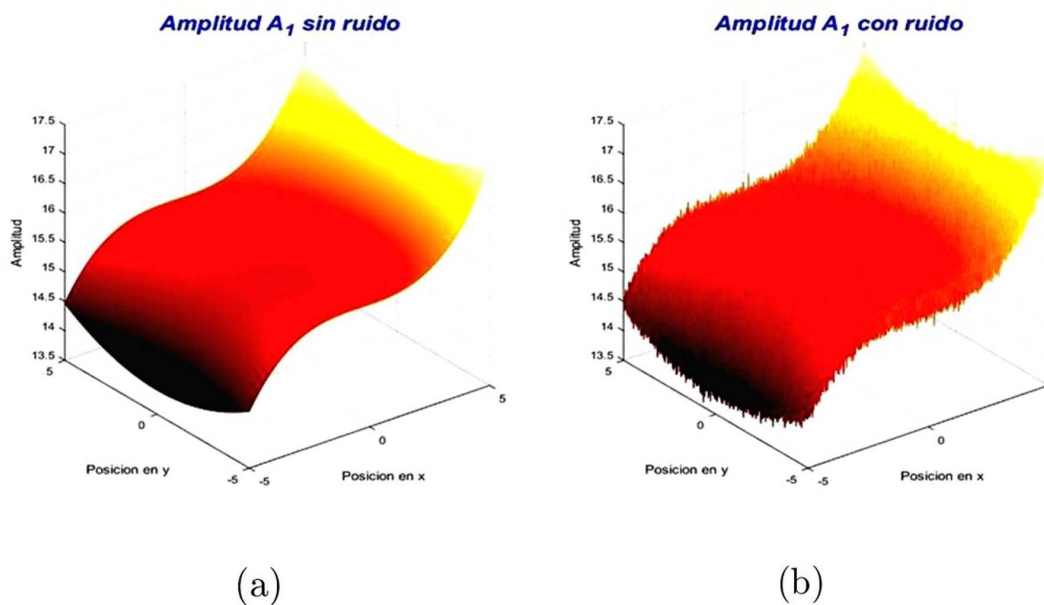 Amplitud A1 sin ruido
17.5
17
16.5
16
15.5
15
14.5
14
13.5
Amplitud
5
0
-5
Posicion en y
-5
0
5
Posicion en x
(a)
Amplitud A1 con ruido
17.5
17
16.5
16
15.5
15
14.5
14
13.5
Amplitud
5
0
-5
Posicion en y
-5
0
Posicion en x
(b)